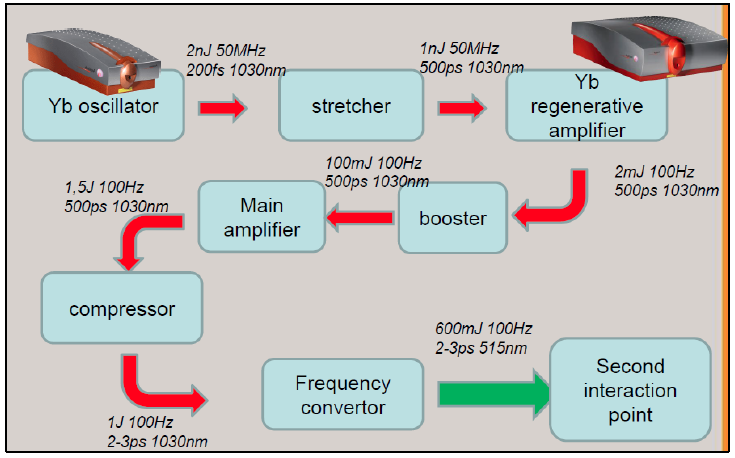 2nJ 50MHz
200fs 1030nm
1nJ 50MHz
500ps 1030nm
Yb oscillator
stretcher
Yb
regenerative
amplifier
2mJ 100Hz
500ps 1030nm
100mJ 100Hz
500ps 1030nm
1,5J 100Hz
500ps 1030nm
Main
amplifier
booster
compressor
600mJ 100Hz
2-3ps 515nm
Frequency
convertor
Second
interaction
point
1J 100Hz
2-3ps 1030nm